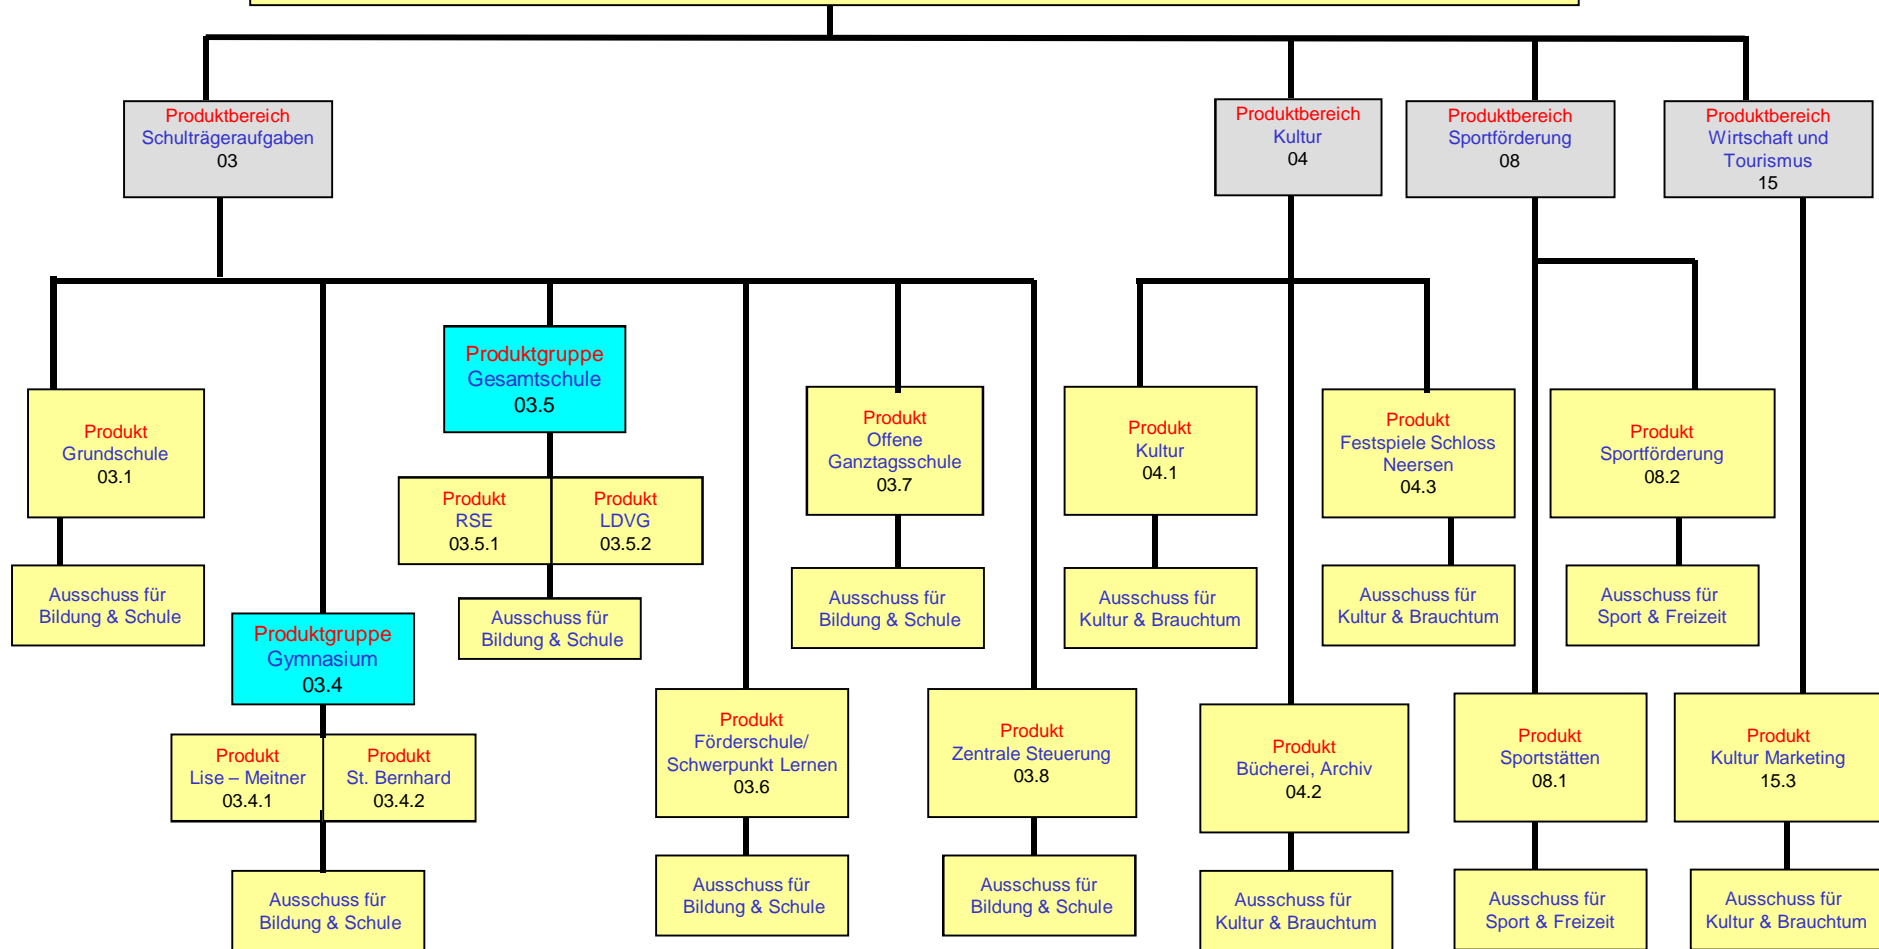 Produktbereich
Schulträgeraufgaben
03
Produktbereich
Kultur
04
Produktbereich
Sportförderung
08
Produktbereich
Wirtschaft und
Tourismus
15
Produkt
Grundschule
03.1
Ausschuss für
Bildung & Schule
Produktgruppe
Gymnasium
03.4
Produkt
Lise – Meitner
03.4.1
Produkt
St. Bernhard
03.4.2
Ausschuss für
Bildung & Schule
Produktgruppe
Gesamtschule
03.5
Produkt
RSE
03.5.1
Produkt
LDVG
03.5.2
Ausschuss für
Bildung & Schule
Produkt
Förderschule/
Schwerpunkt Lernen
03.6
Ausschuss für
Bildung & Schule
Produkt
Offene
Ganztagsschule
03.7
Ausschuss für
Bildung & Schule
Produkt
Zentrale Steuerung
03.8
Ausschuss für
Bildung & Schule
Produkt
Kultur
04.1
Ausschuss für
Kultur & Brauchtum
Produkt
Bücherei, Archiv
04.2
Ausschuss für
Kultur & Brauchtum
Produkt
Festspiele Schloss
Neersen
04.3
Ausschuss für
Kultur & Brauchtum
Produkt
Sportstätten
08.1
Ausschuss für
Sport & Freizeit
Produkt
Sportförderung
08.2
Ausschuss für
Sport & Freizeit
Produkt
Kultur Marketing
15.3
Ausschuss für
Kultur & Brauchtum